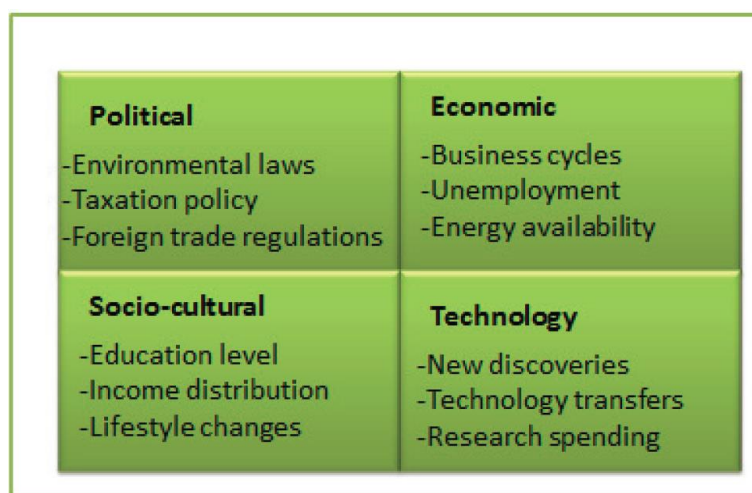 Political
-Environmental laws
-Taxation policy
-Foreign trade regulations
Economic
-Business cycles
-Unemployment
-Energy availability
Socio-cultural
-Education level
-Income distribution
-Lifestyle changes
Technology
-New discoveries
-Technology transfers
-Research spending